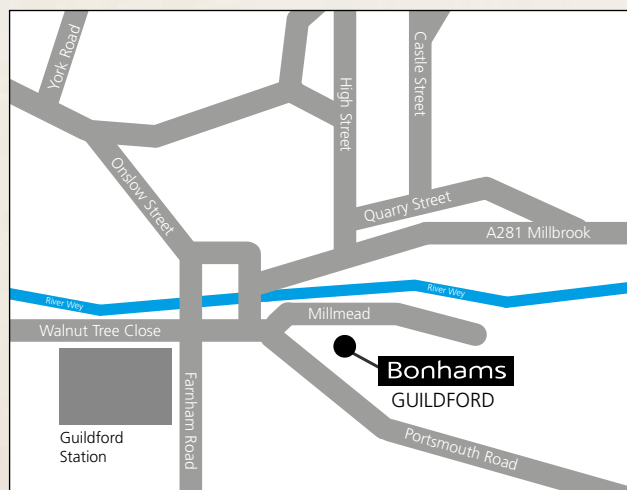 York Road
High Street
Castle Street
Onslow Street
Quarry Street
A281 Millbrook
River Wey
River Wey
Millmead
Walnut Tree Close
Bonhams
GUILDFORD
Farnham Road
Guildford
Station
Portsmouth Road